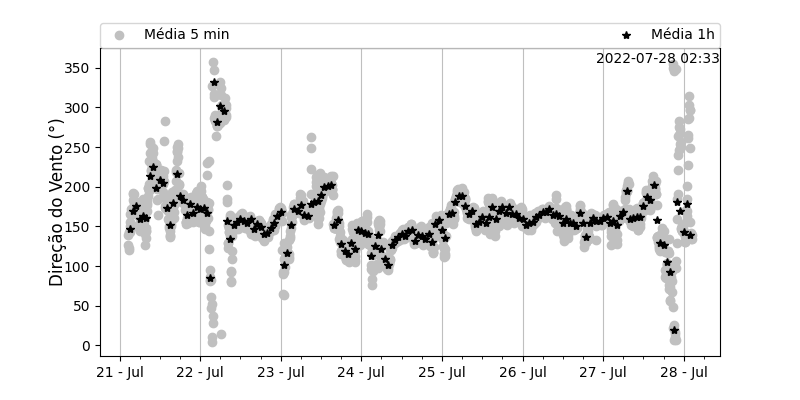 Média 5 min
Média 1h
2022-07-28 02:33
Direção do Vento (°)
350
300
250
200
150
100
50
0
21 - Jul
22 - Jul
23 - Jul
24 - Jul
25 - Jul
26 - Jul
27 - Jul
28 - Jul